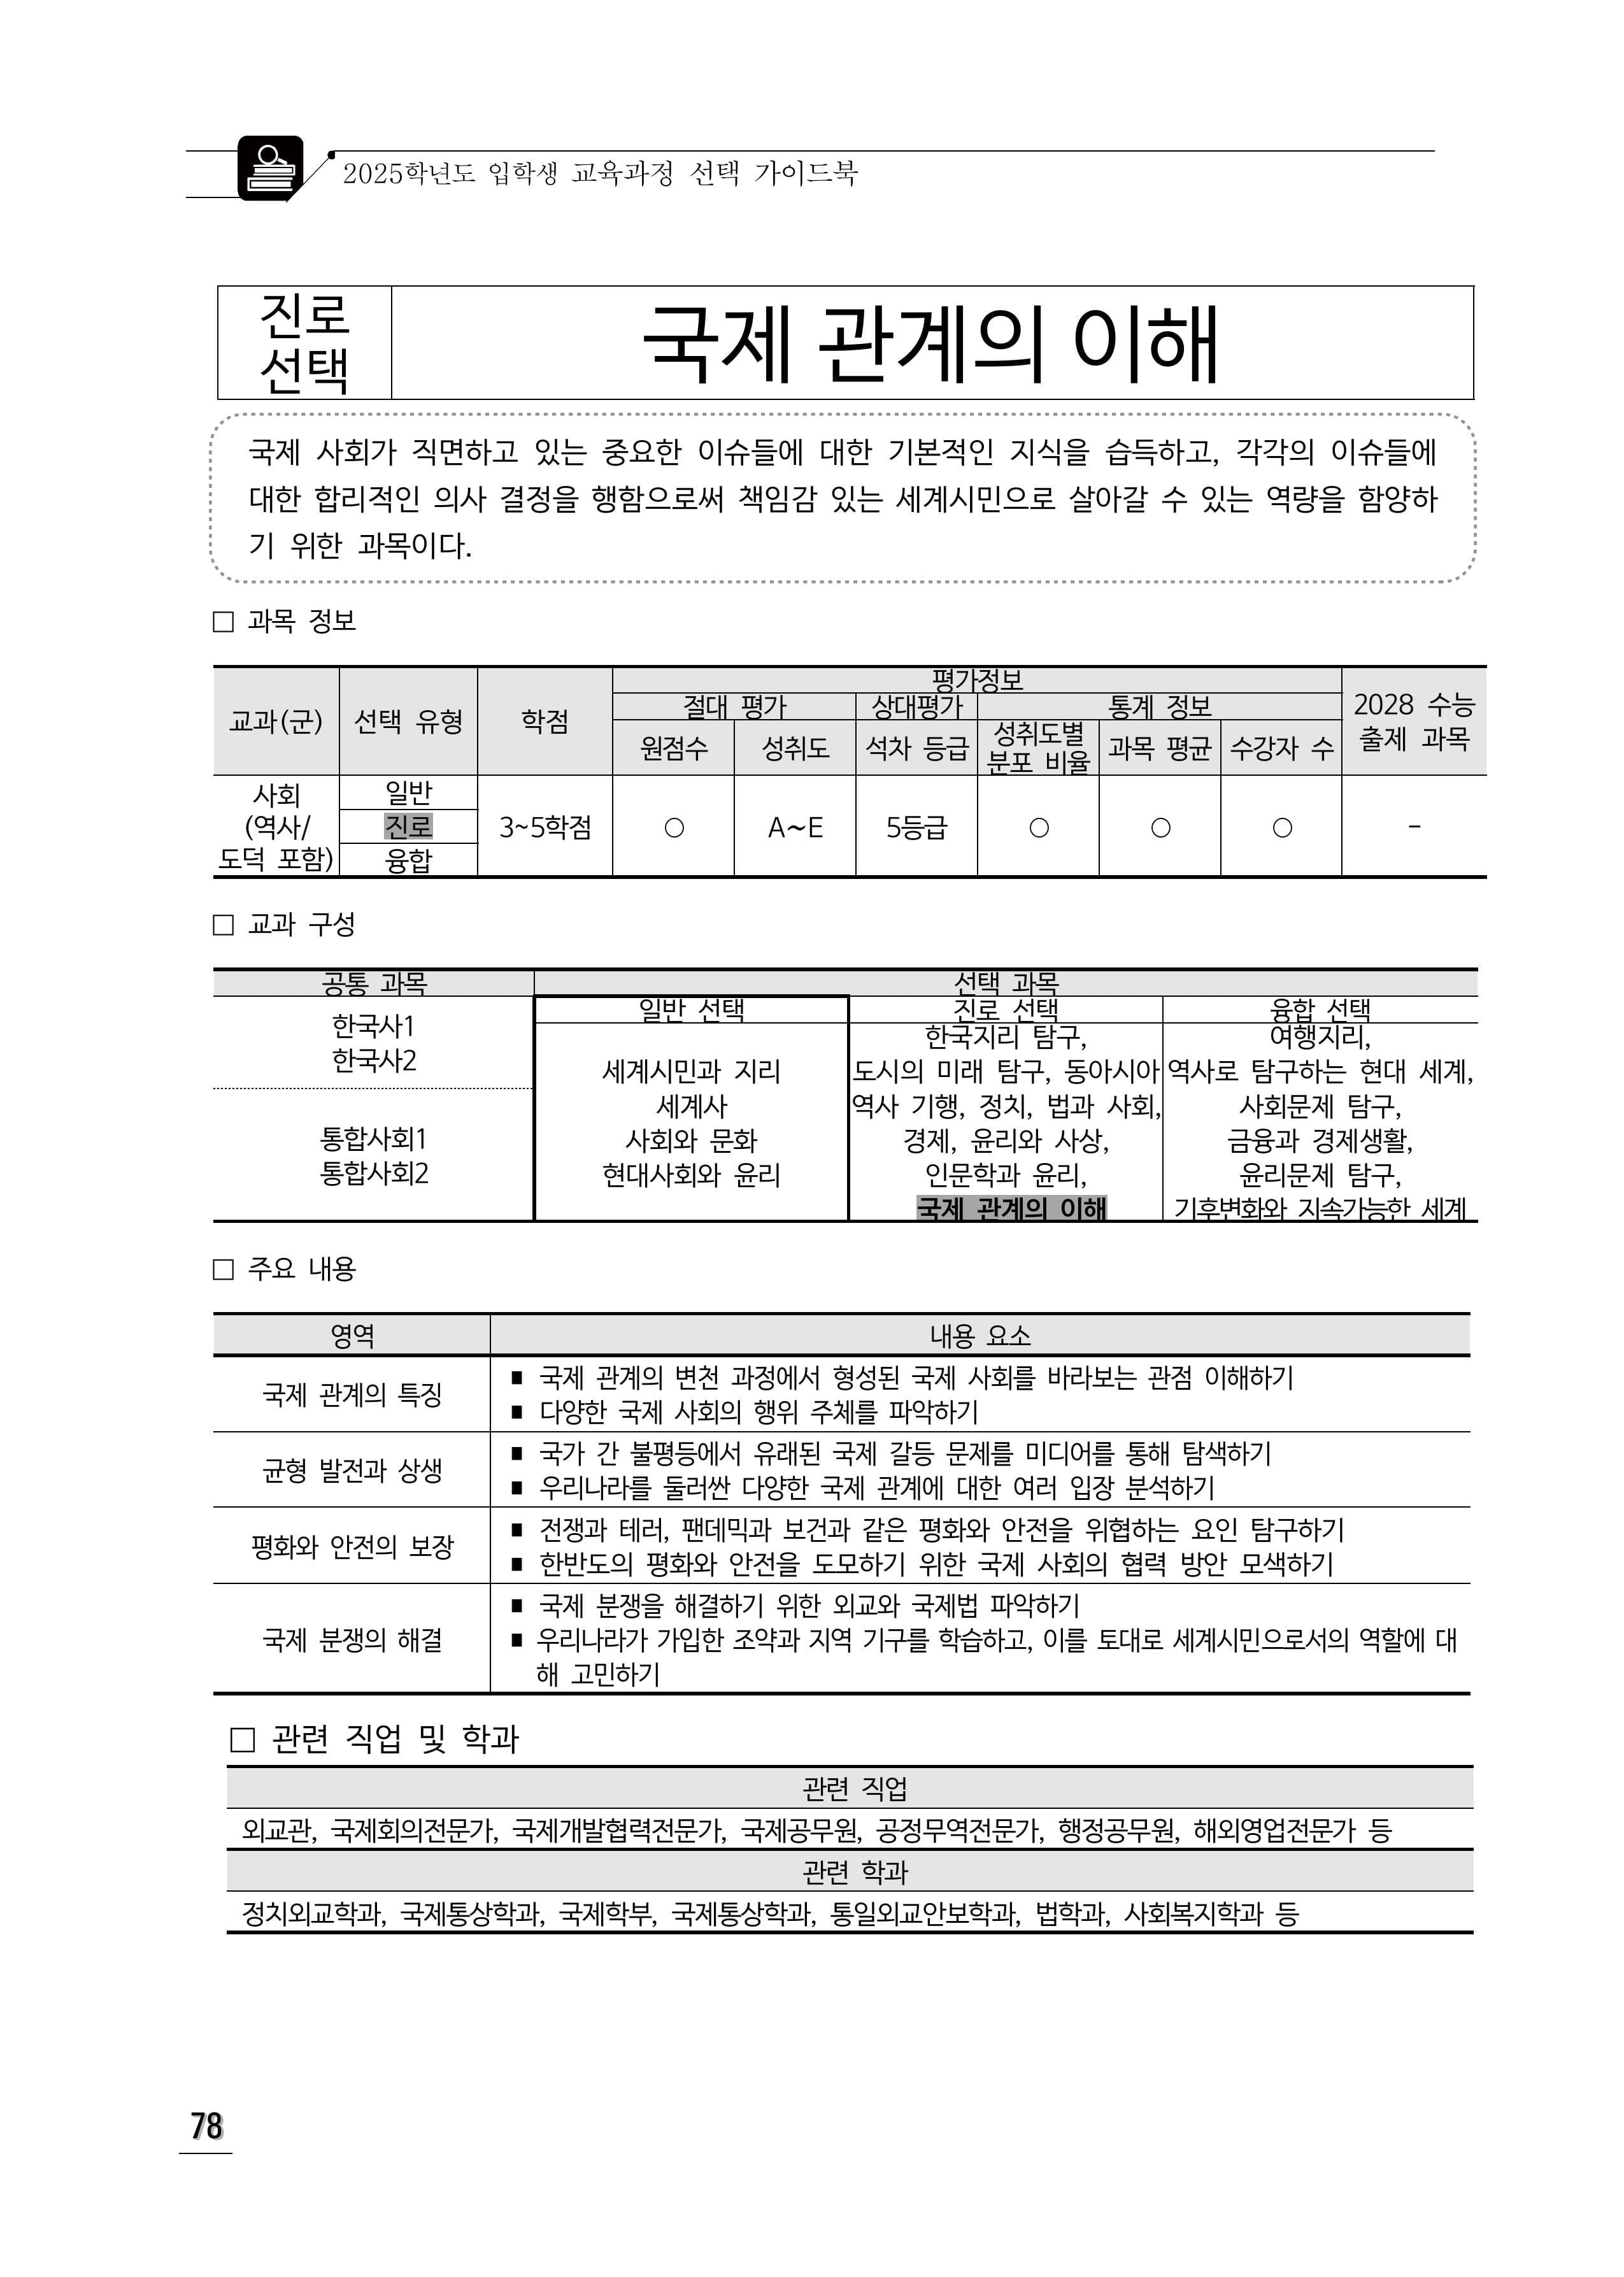 2025학년도 입학생 교육과정 선택 가이드북
진로
선택
국제 관계의 이해
국제 사회가 직면하고 있는 중요한 이슈들에 대한 기본적인 지식을 습득하고, 각각의 이슈들에
대한 합리적인 의사 결정을 행함으로써 책임감 있는 세계시민으로 살아갈 수 있는 역량을 함양하
기 위한 과목이다.
□ 과목 정보
교과(군) 선택 유형 학점 평가정보 2028 수능
출제 과목
절대 평가 상대평가 통계 정보
원점수 성취도 석차 등급 성취도별
분포 비율 과목 평균 수강자 수
사회
(역사/
도덕 포함)
일반
진로
융합
3~5학점 ○ A~E 5등급 ○ ○ ○ -
□ 교과 구성
공통 과목 선택 과목
일반 선택 진로 선택 융합 선택
한국사1
한국사2
통합사회1
통합사회2
세계시민과 지리
세계사
사회와 문화
현대사회와 윤리
한국지리 탐구,
도시의 미래 탐구, 동아시아
역사 기행, 정치, 법과 사회,
경제, 윤리와 사상,
인문학과 윤리,
국제 관계의 이해
여행지리,
역사로 탐구하는 현대 세계,
사회문제 탐구,
금융과 경제생활,
윤리문제 탐구,
기후변화와 지속가능한 세계
□ 주요 내용
영역 내용 요소
국제 관계의 특징
■ 국제 관계의 변천 과정에서 형성된 국제 사회를 바라보는 관점 이해하기
■ 다양한 국제 사회의 행위 주체를 파악하기
균형 발전과 상생
■ 국가 간 불평등에서 유래된 국제 갈등 문제를 미디어를 통해 탐색하기
■ 우리나라를 둘러싼 다양한 국제 관계에 대한 여러 입장 분석하기
평화와 안전의 보장
■ 전쟁과 테러, 팬데믹과 보건과 같은 평화와 안전을 위협하는 요인 탐구하기
■ 한반도의 평화와 안전을 도모하기 위한 국제 사회의 협력 방안 모색하기
국제 분쟁의 해결
■ 국제 분쟁을 해결하기 위한 외교와 국제법 파악하기
■ 우리나라가 가입한 조약과 지역 기구를 학습하고, 이를 토대로 세계시민으로서의 역할에 대
해 고민하기
□ 관련 직업 및 학과
관련 직업
외교관, 국제회의전문가, 국제개발협력전문가, 국제공무원, 공정무역전문가, 행정공무원, 해외영업전문가 등
관련 학과
정치외교학과, 국제통상학과, 국제학부, 국제통상학과, 통일외교안보학과, 법학과, 사회복지학과 등
78